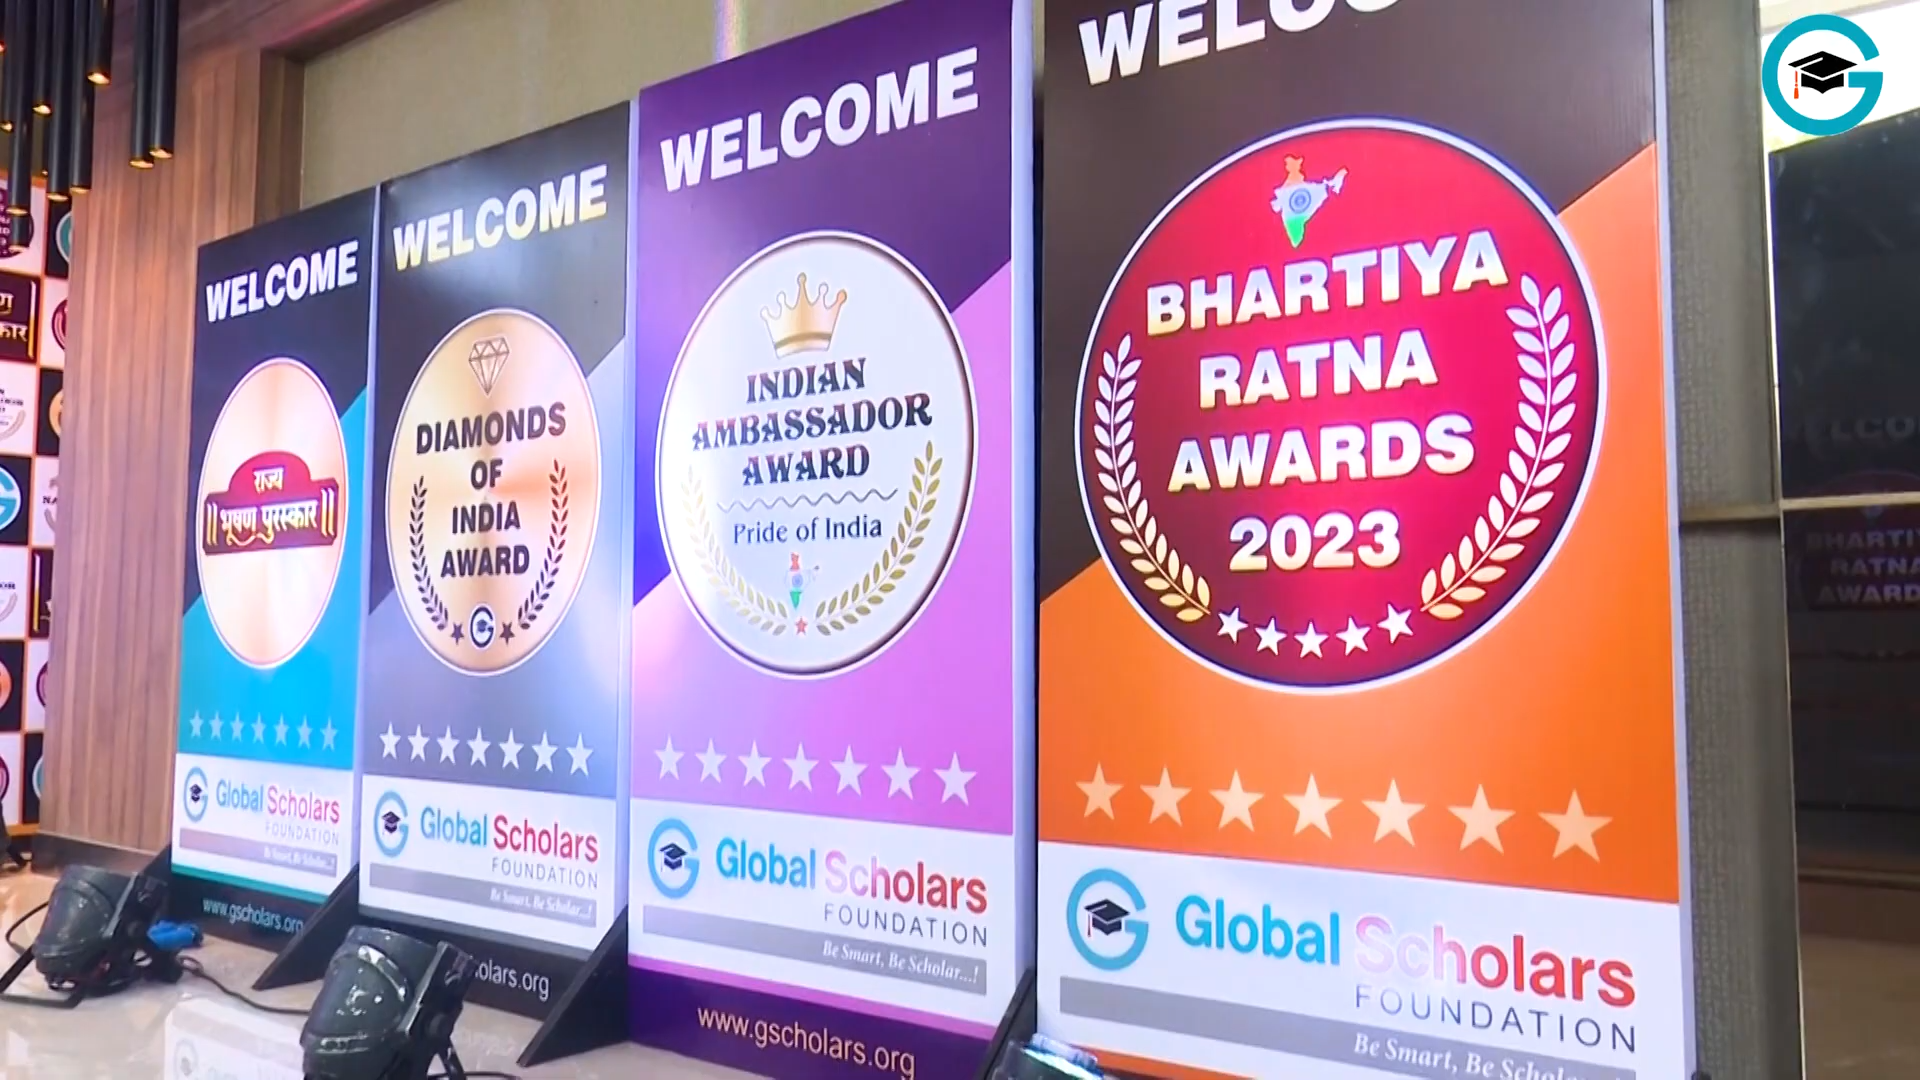 WELCOME
राज्य
॥भूषण पुरस्कार॥
Global Scholars
FOUNDATION
Be Smart, Be Scholar...!
www.gscholars.org
WELCOME
DIAMONDS
OF
INDIA
AWARD
Global Scholars
FOUNDATION
Be Smart, Be Scholar...!
olars.org
WELCOME
INDIAN
AMBASSADOR
AWARD
Pride of India
Global Scholars
FOUNDATION
Be Smart, Be Scholar...!
www.gscholars.org
WELCO
BHARTIYA
RATNA
AWARDS
2023
Global Scholars
FOUNDATION
Be Smart, Be Schol